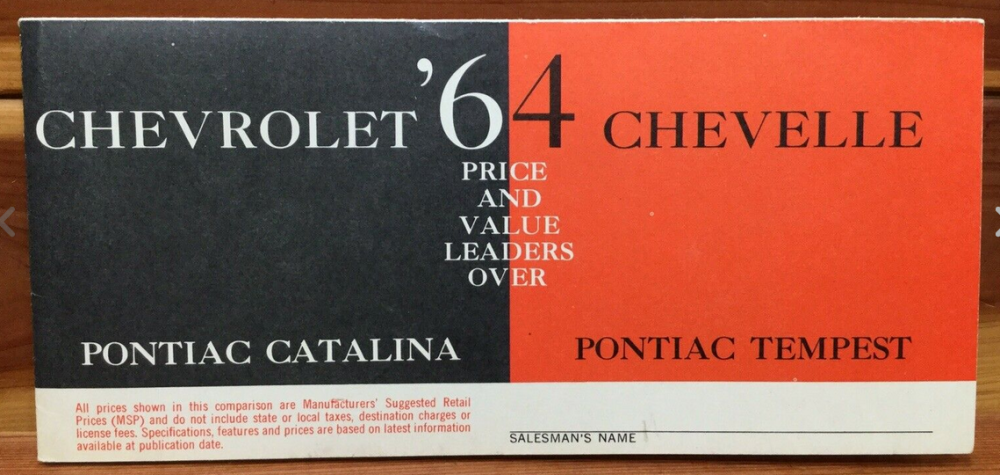 CHEVROLET '64 CHEVELLE
PRICE
AND
VALUE
LEADERS
OVER
PONTIAC CATALINA
PONTIAC TEMPEST
All prices shown in this comparison are Manufacturers' Suggested Retail
Prices (MSP) and do not include state or local taxes, destination charges or
license fees. Specifications, features and prices are based on latest information
available at publication date.
SALESMAN'S NAME